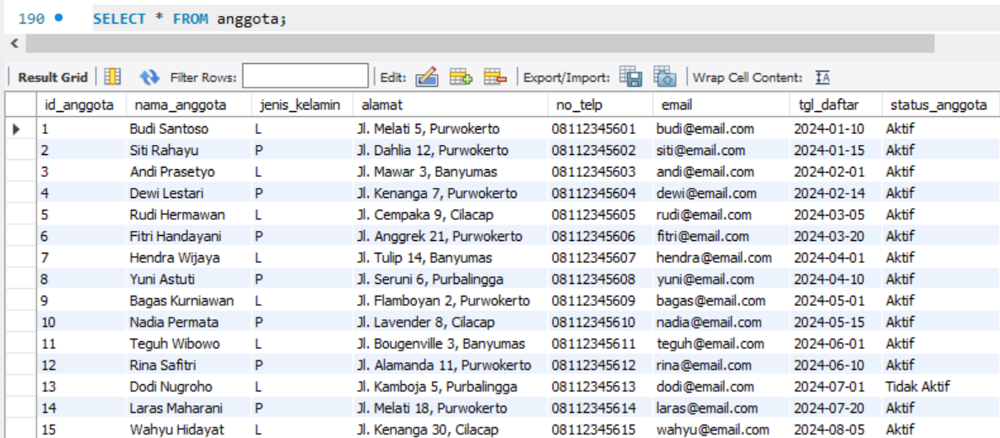 190 SELECT * FROM anggota;
Result Grid Filter Rows: Edit: Export/Import: Wrap Cell Content: IA
id_anggota nama_anggota jenis_kelamin alamat no_telp email tgl_daftar status_anggota
1 Budi Santoso L Jl. Melati 5, Purwokerto 08112345601 budi@email.com 2024-01-10 Aktif
2 Siti Rahayu P Jl. Dahlia 12, Purwokerto 08112345602 siti@email.com 2024-01-15 Aktif
3 Andi Prasetyo L Jl. Mawar 3, Banyumas 08112345603 andi@email.com 2024-02-01 Aktif
4 Dewi Lestari P Jl. Kenanga 7, Purwokerto 08112345604 dewi@email.com 2024-02-14 Aktif
5 Rudi Hermawan L Jl. Cempaka 9, Cilacap 08112345605 rudi@email.com 2024-03-05 Aktif
6 Fitri Handayani P Jl. Anggrek 21, Purwokerto 08112345606 fitri@email.com 2024-03-20 Aktif
7 Hendra Wijaya L Jl. Tulip 14, Banyumas 08112345607 hendra@email.com 2024-04-01 Aktif
8 Yuni Astuti P Jl. Seruni 6, Purbalingga 08112345608 yuni@email.com 2024-04-10 Aktif
9 Bagas Kurniawan L Jl. Flamboyan 2, Purwokerto 08112345609 bagas@email.com 2024-05-01 Aktif
10 Nadia Permata P Jl. Lavender 8, Cilacap 08112345610 nadia@email.com 2024-05-15 Aktif
11 Teguh Wibowo L Jl. Bougenville 3, Banyumas 08112345611 teguh@email.com 2024-06-01 Aktif
12 Rina Safitri P Jl. Alamanda 11, Purwokerto 08112345612 rina@email.com 2024-06-10 Aktif
13 Dodi Nugroho L Jl. Kamboja 5, Purbalingga 08112345613 dodi@email.com 2024-07-01 Tidak Aktif
14 Laras Maharani P Jl. Melati 18, Purwokerto 08112345614 laras@email.com 2024-07-20 Aktif
15 Wahyu Hidayat L Jl. Kenanga 30, Cilacap 08112345615 wahyu@email.com 2024-08-05 Aktif